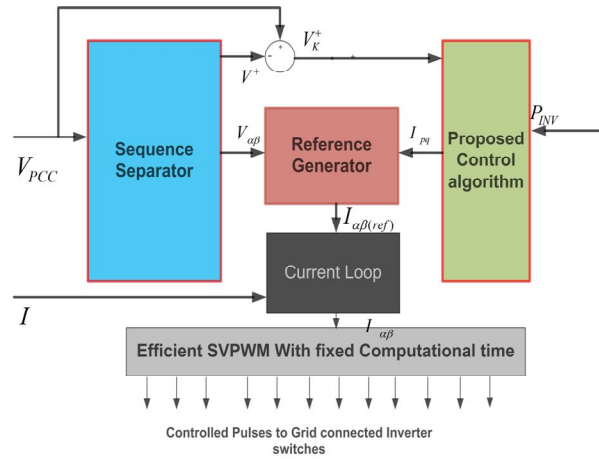 +
-
V_K^+
V^+
V_PCC
Sequence
Separator
V_αβ
Reference
Generator
I_pq
Proposed
Control
algorithm
P_INV
I_αβ(ref)
Current Loop
I
I_αβ
Efficient SVPWM With fixed Computational time
Controlled Pulses to Grid connected Inverter
switches